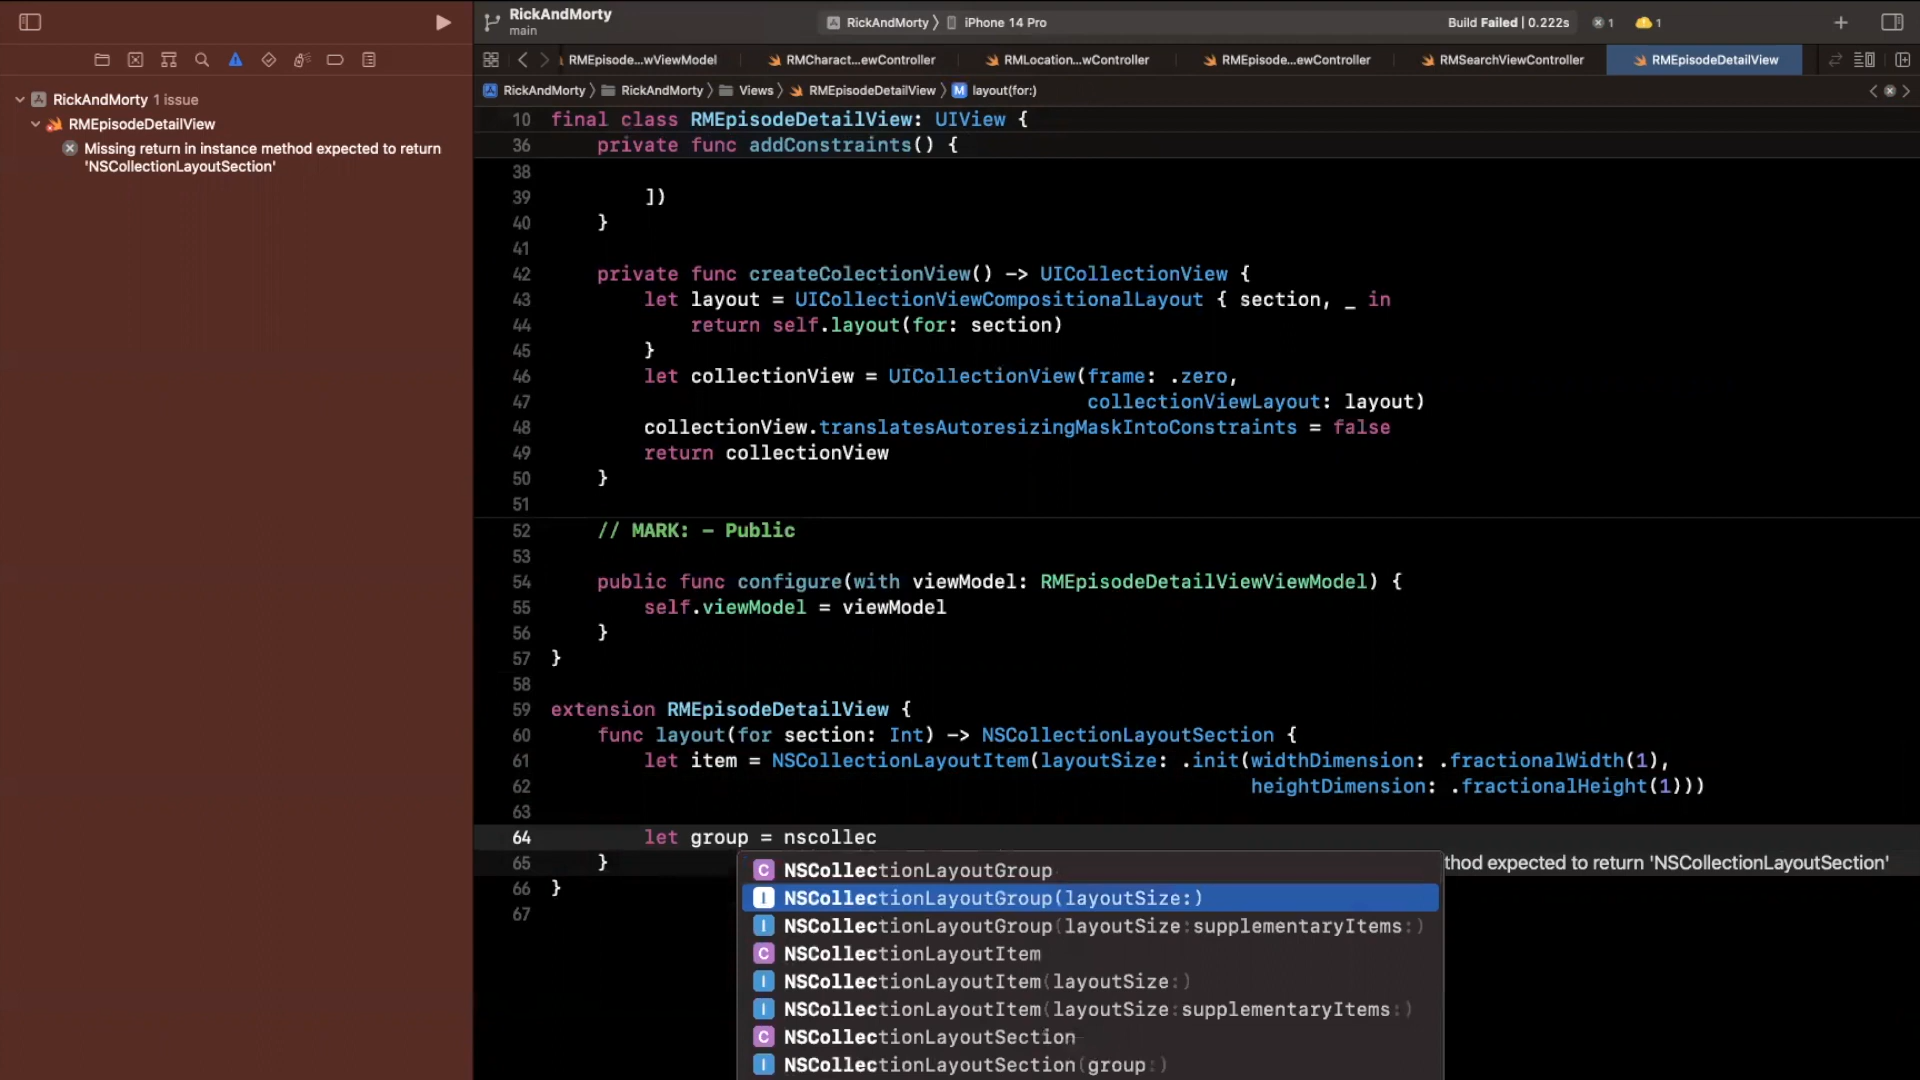 RickAndMorty
main
RickAndMorty 〉 iPhone 14 Pro
Build Failed | 0.222s
1
1
RMEpisode...wViewModel
RMCharact...ewController
RMLocation...wController
RMEpisode...ewController
RMSearchViewController
RMEpisodeDetailView
RickAndMorty 〉 RickAndMorty 〉 Views 〉 RMEpisodeDetailView 〉 M layout(for:)
RickAndMorty 1 issue
RMEpisodeDetailView
Missing return in instance method expected to return
'NSCollectionLayoutSection'
10 final class RMEpisodeDetailView: UIView {
36 private func addConstraints() {
38
39 ])
40 }
41
42 private func createColectionView() -> UICollectionView {
43 let layout = UICollectionViewCompositionalLayout { section, _ in
44 return self.layout(for: section)
45 }
46 let collectionView = UICollectionView(frame: .zero,
47 collectionViewLayout: layout)
48 collectionView.translatesAutoresizingMaskIntoConstraints = false
49 return collectionView
50 }
51
52 // MARK: - Public
53
54 public func configure(with viewModel: RMEpisodeDetailViewViewModel) {
55 self.viewModel = viewModel
56 }
57 }
58
59 extension RMEpisodeDetailView {
60 func layout(for section: Int) -> NSCollectionLayoutSection {
61 let item = NSCollectionLayoutItem(layoutSize: .init(widthDimension: .fractionalWidth(1),
62 heightDimension: .fractionalHeight(1)))
63
64 let group = nscollec
65 } thod expected to return 'NSCollectionLayoutSection'
66 }
67
C NSCollectionLayoutGroup
I NSCollectionLayoutGroup(layoutSize:)
I NSCollectionLayoutGroup(layoutSize:supplementaryItems:)
C NSCollectionLayoutItem
I NSCollectionLayoutItem(layoutSize:)
I NSCollectionLayoutItem(layoutSize:supplementaryItems:)
C NSCollectionLayoutSection
I NSCollectionLayoutSection(group:)